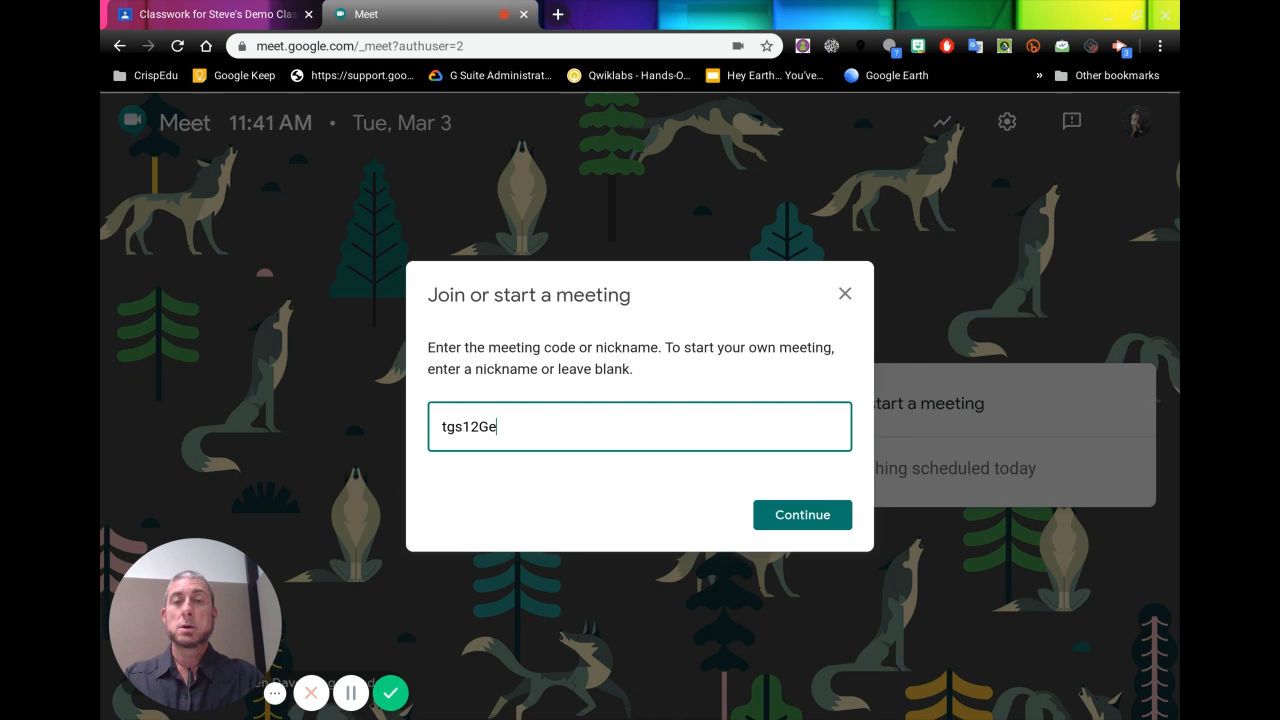 Classwork for Steve's Demo Cla
Meet
meet.google.com/_meet?authuser=2
?
3
CrispEdu
Google Keep
https://support.goo...
G Suite Administrat...
Qwiklabs - Hands-O...
Hey Earth... You've...
Google Earth
»
Other bookmarks
Meet 11:41 AM • Tue, Mar 3
Join or start a meeting
Enter the meeting code or nickname. To start your own meeting,
enter a nickname or leave blank.
tart a meeting
tgs12Ge
hing scheduled today
Continue